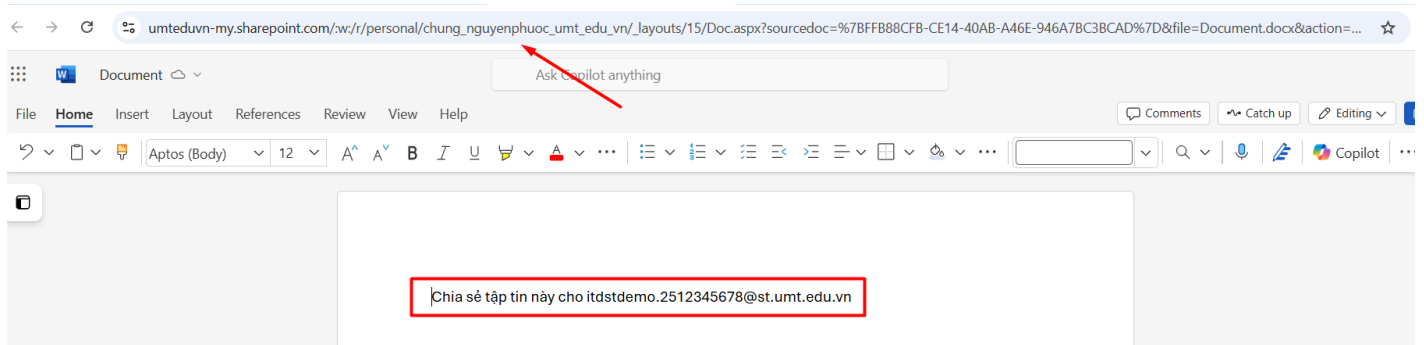 umteduvn-my.sharepoint.com/:w:/r/personal/chung_nguyenphuoc_umt_edu_vn/_layouts/15/Doc.aspx?sourcedoc=%7BFFB88CFB-CE14-40AB-A46E-946A7BC3BCAD%7D&file=Document.docx&action=...
W Document Ask Copilot anything
File Home Insert Layout References Review View Help Comments Catch up Editing
Aptos (Body) 12 A A B I U A Copilot
Chia sẻ tập tin này cho itdstdemo.2512345678@st.umt.edu.vn